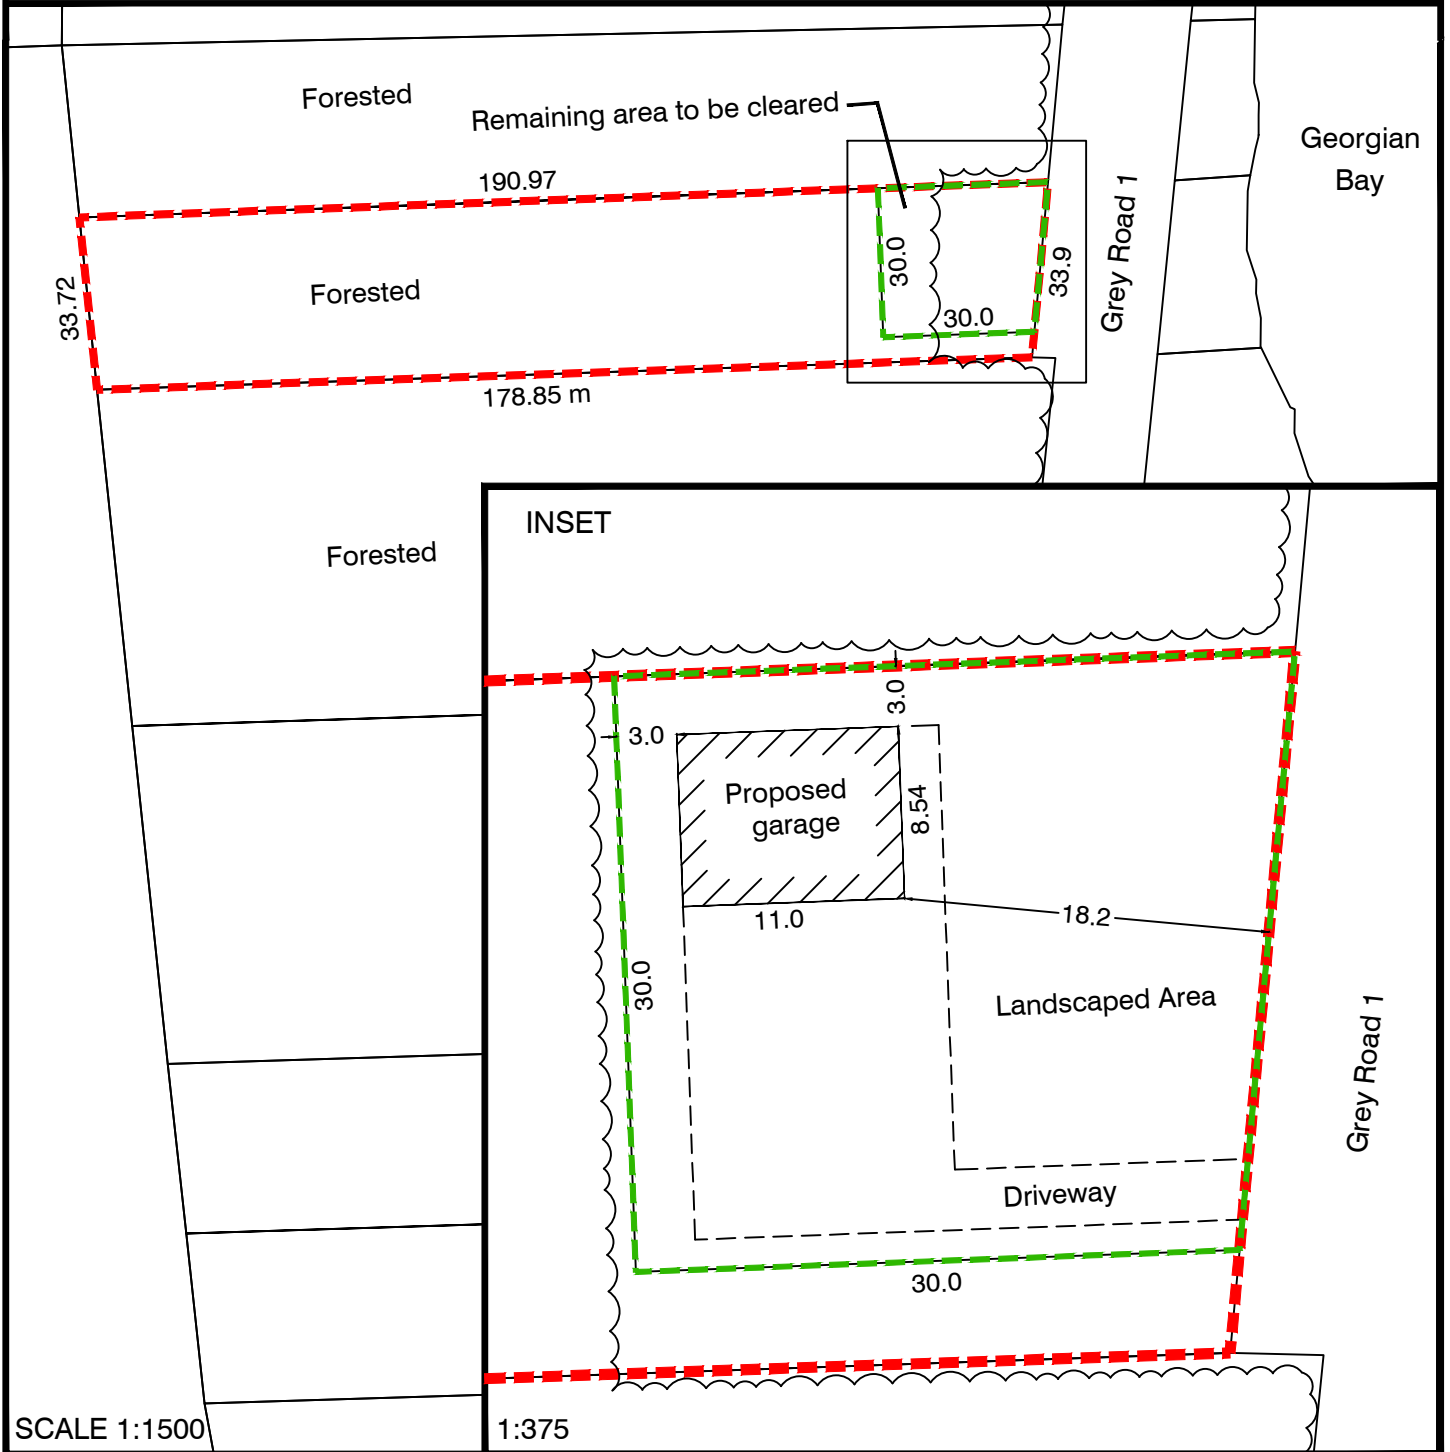 Forested
Remaining area to be cleared
Georgian
Bay
190.97
Grey Road 1
33.72
Forested
30.0
33.9
30.0
178.85 m
Forested
INSET
3.0
3.0
Proposed
garage
8.54
11.0
18.2
30.0
Landscaped Area
Grey Road 1
Driveway
30.0
SCALE 1:1500
1:375